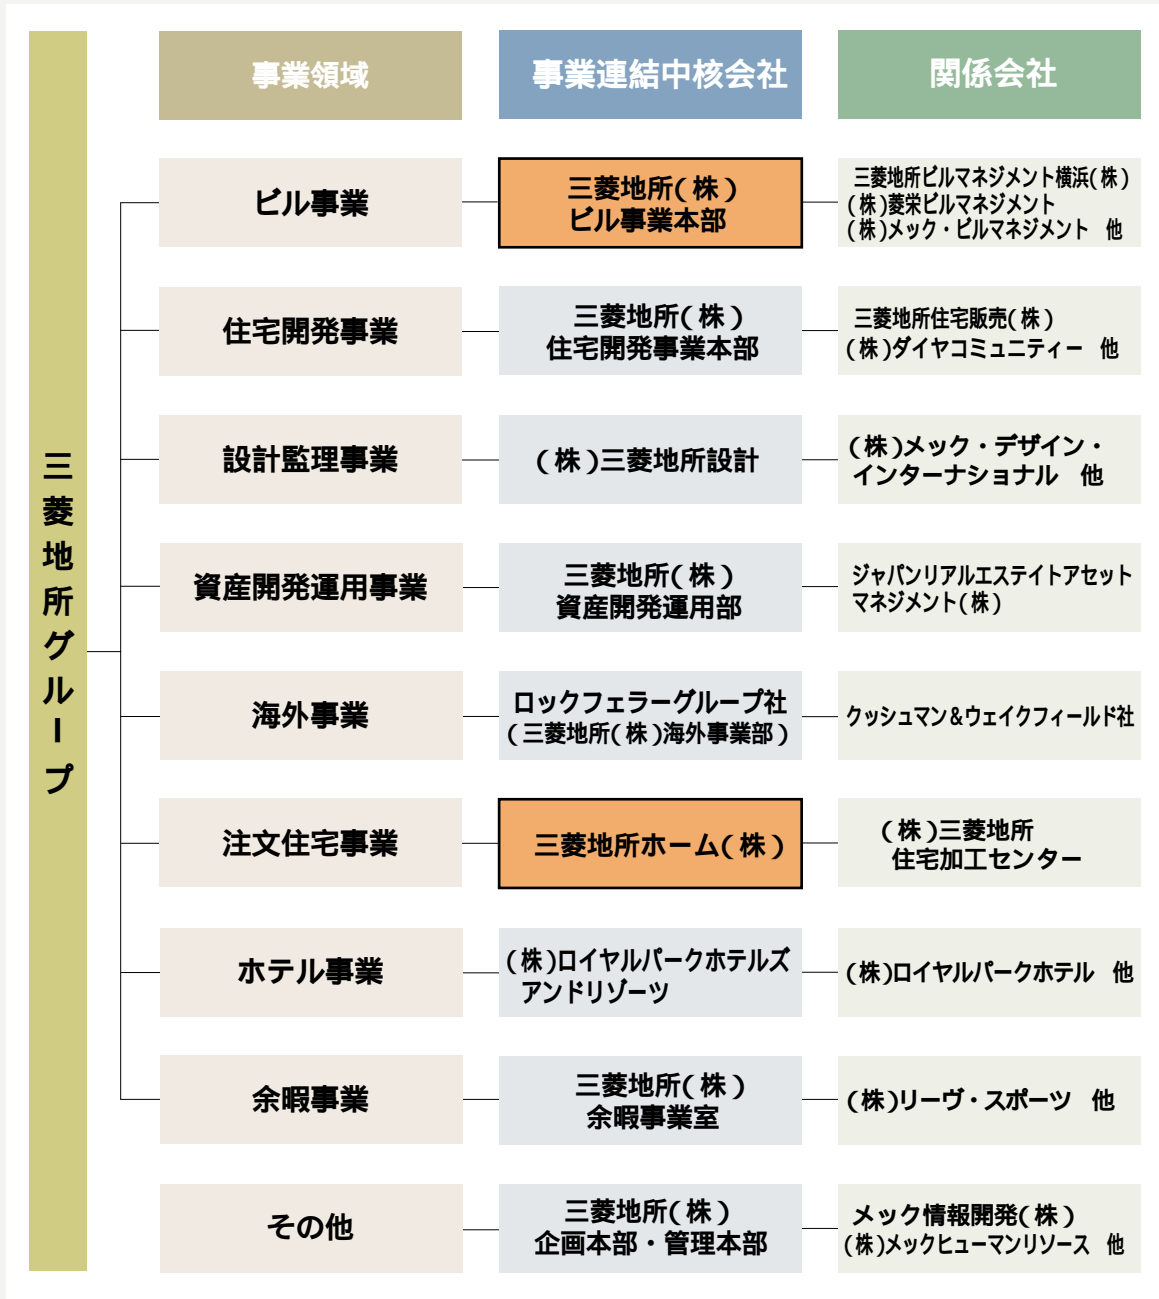 三菱地所グループ
事業領域
事業連結中核会社
関係会社
ビル事業
三菱地所(株)
ビル事業本部
三菱地所ビルマネジメント横浜(株)
(株)菱栄ビルマネジメント
(株)メック・ビルマネジメント 他
住宅開発事業
三菱地所(株)
住宅開発事業本部
三菱地所住宅販売(株)
(株)ダイヤコミュニティー 他
設計監理事業
(株)三菱地所設計
(株)メック・デザイン・
インターナショナル 他
資産開発運用事業
三菱地所(株)
資産開発運用部
ジャパンリアルエステイトアセット
マネジメント(株)
海外事業
ロックフェラーグループ社
(三菱地所(株)海外事業部)
クッシュマン&ウェイクフィールド社
注文住宅事業
三菱地所ホーム(株)
(株)三菱地所
住宅加工センター
ホテル事業
(株)ロイヤルパークホテルズ
アンドリゾーツ
(株)ロイヤルパークホテル 他
余暇事業
三菱地所(株)
余暇事業室
(株)リーヴ・スポーツ 他
その他
三菱地所(株)
企画本部・管理本部
メック情報開発(株)
(株)メックヒューマンリソース 他